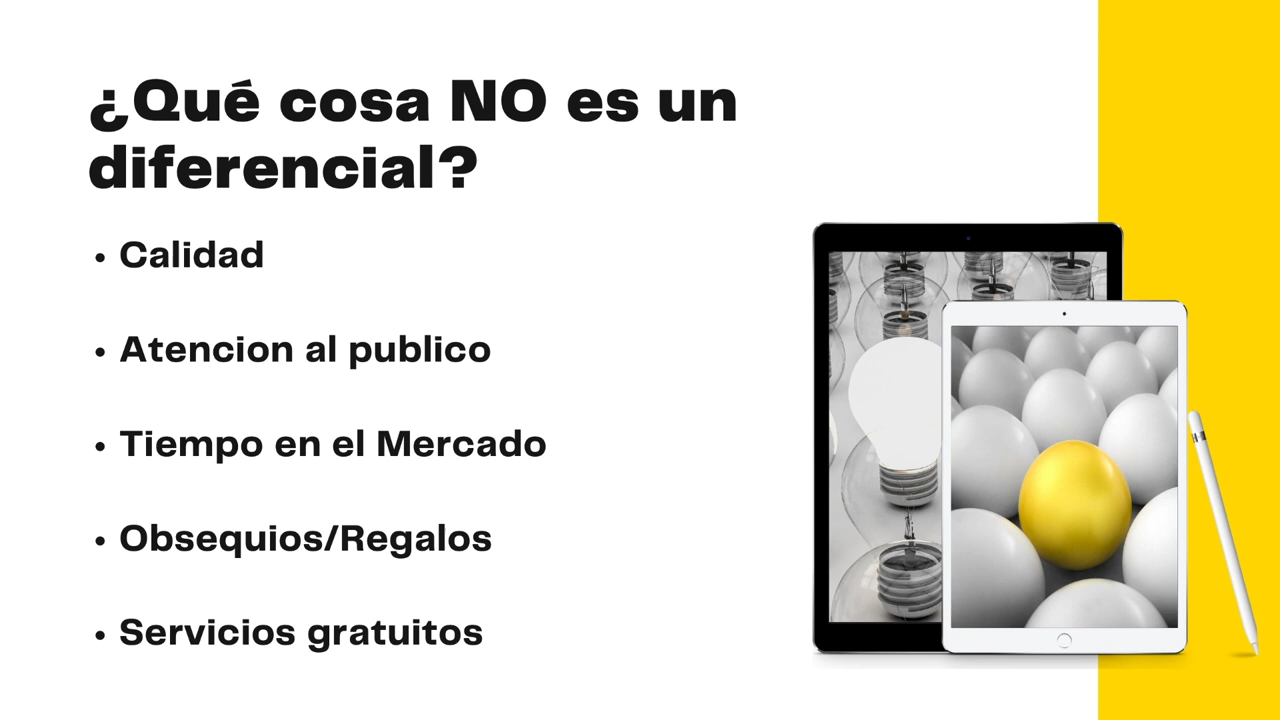 ¿Qué cosa NO es un
diferencial?
• Calidad
• Atencion al publico
• Tiempo en el Mercado
• Obsequios/Regalos
• Servicios gratuitos